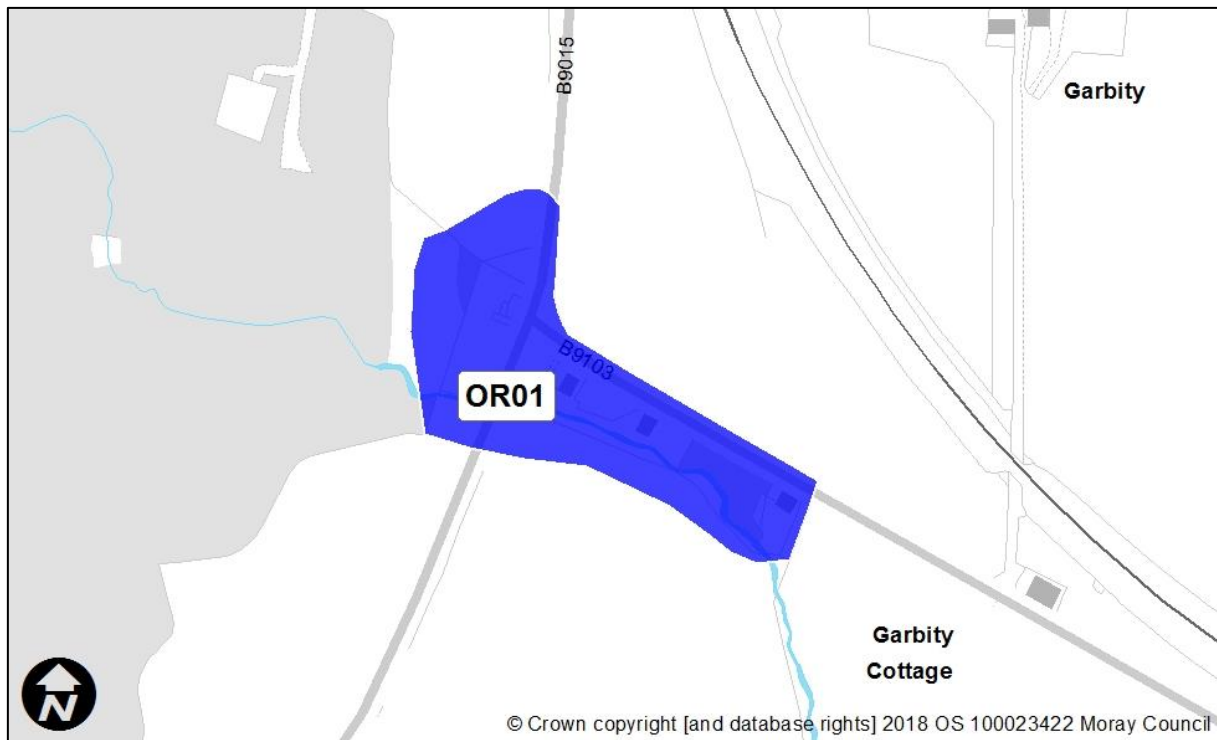 B9015
Garbity
B9103
OR01
Garbity
Cottage
N
© Crown copyright [and database rights] 2018 OS 100023422 Moray Council